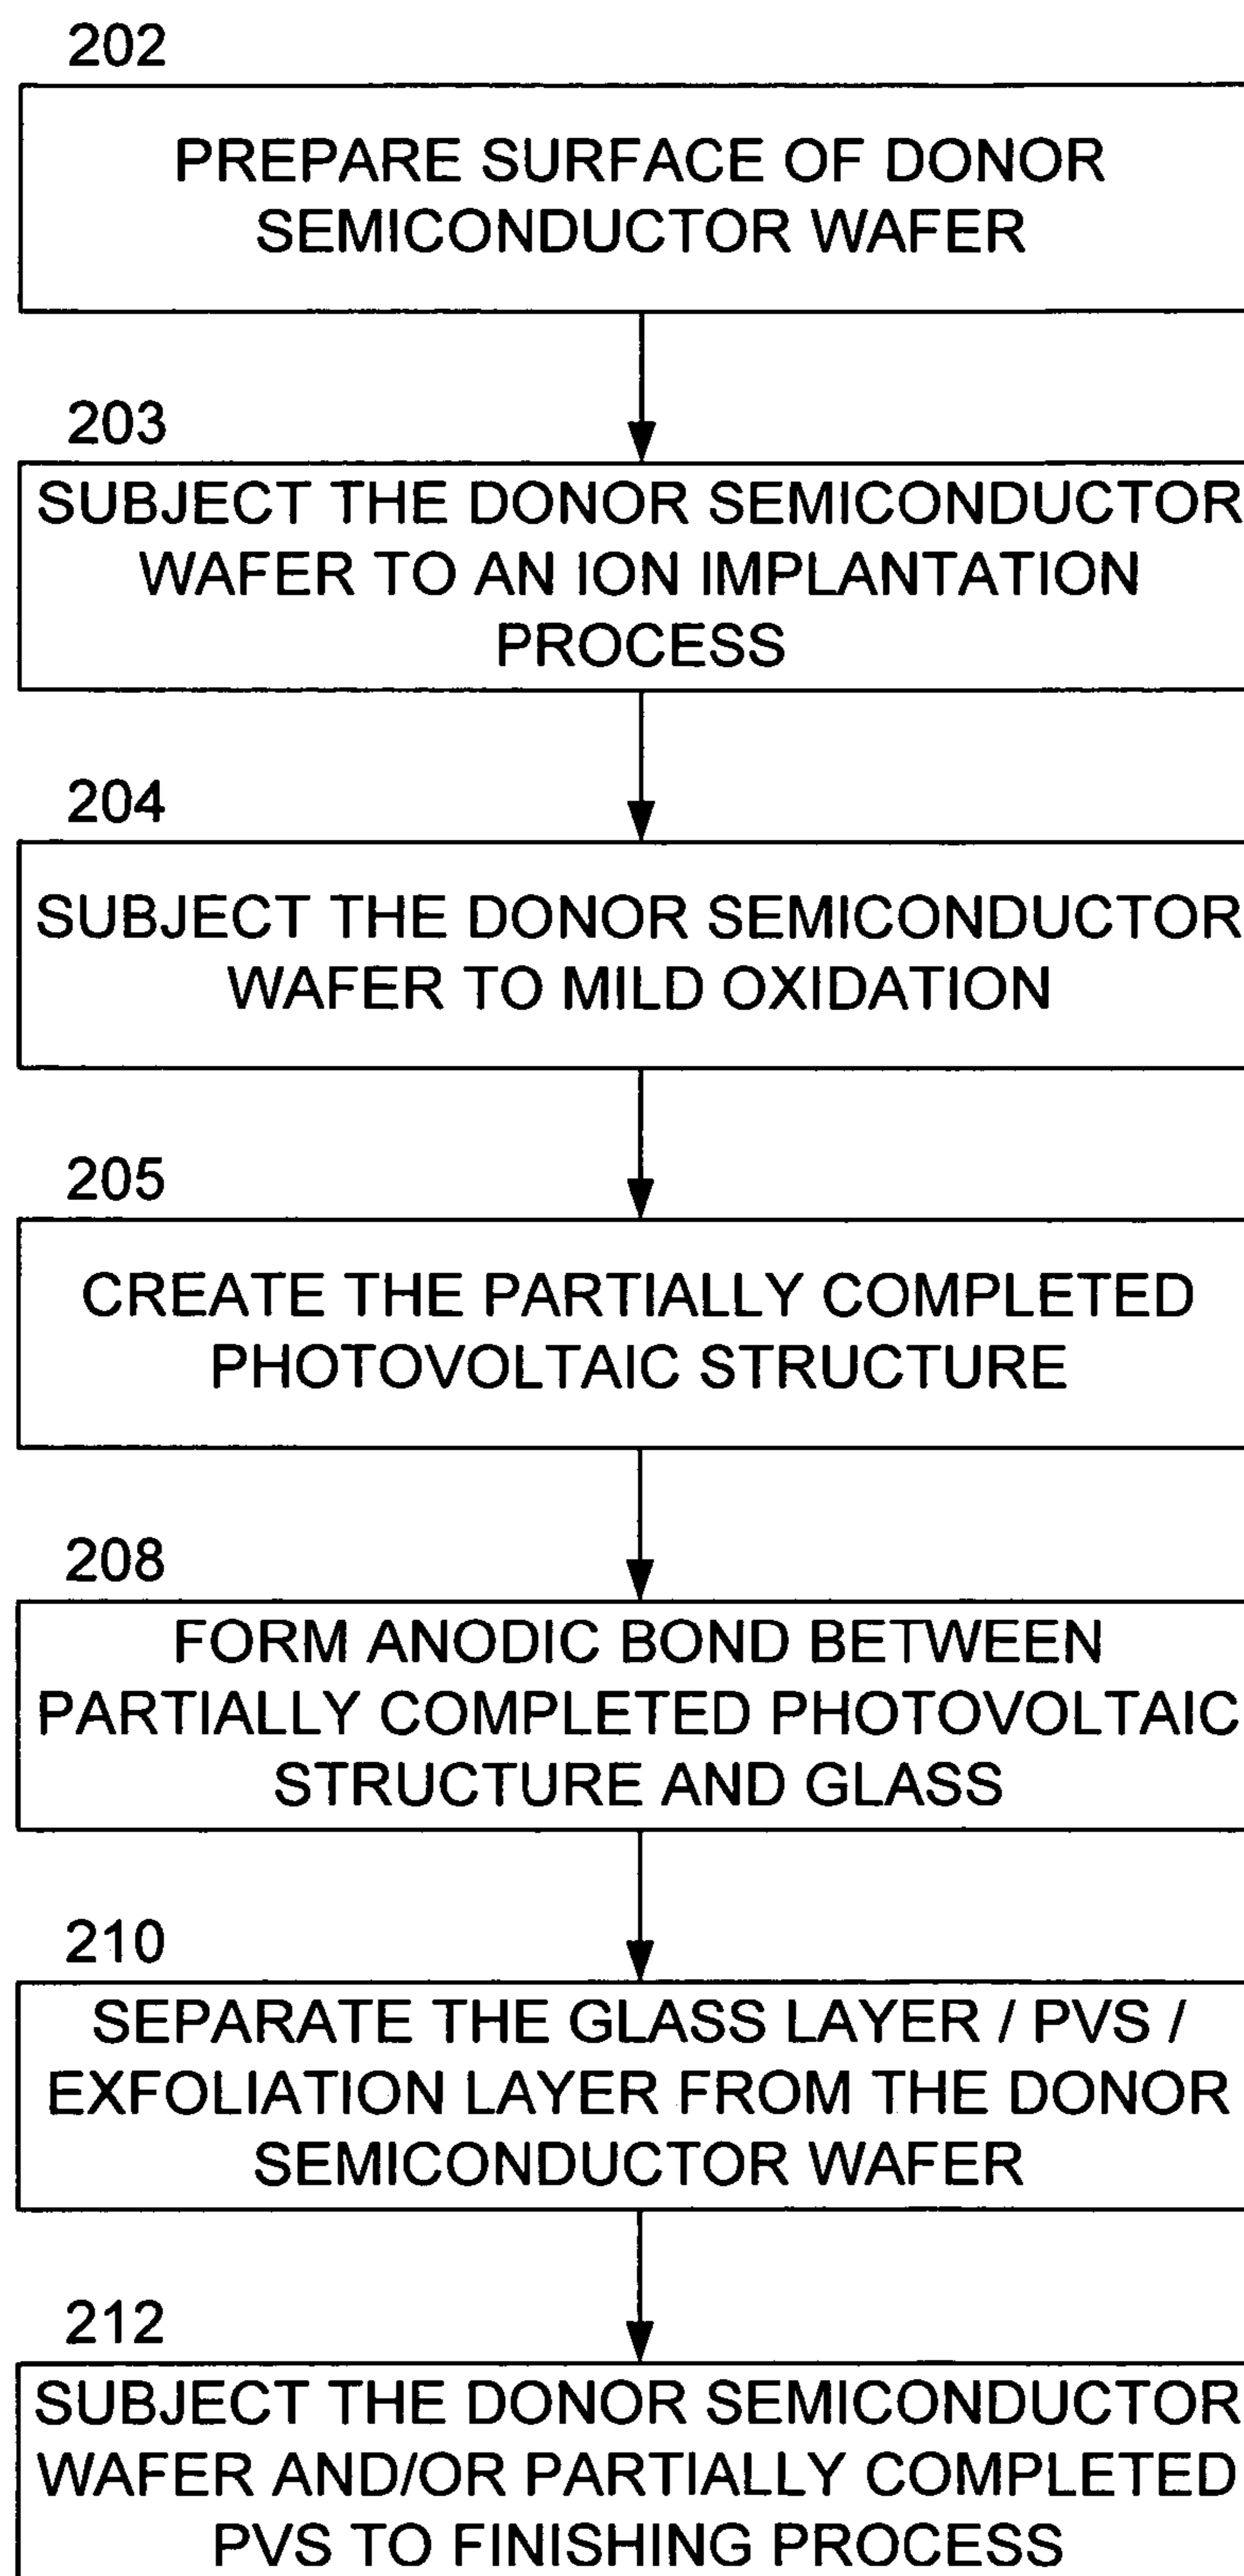 202
PREPARE SURFACE OF DONOR
SEMICONDUCTOR WAFER
203
SUBJECT THE DONOR SEMICONDUCTOR
WAFER TO AN ION IMPLANTATION
PROCESS
204
SUBJECT THE DONOR SEMICONDUCTOR
WAFER TO MILD OXIDATION
205
CREATE THE PARTIALLY COMPLETED
PHOTOVOLTAIC STRUCTURE
208
FORM ANODIC BOND BETWEEN
PARTIALLY COMPLETED PHOTOVOLTAIC
STRUCTURE AND GLASS
210
SEPARATE THE GLASS LAYER / PVS /
EXFOLIATION LAYER FROM THE DONOR
SEMICONDUCTOR WAFER
212
SUBJECT THE DONOR SEMICONDUCTOR
WAFER AND/OR PARTIALLY COMPLETED
PVS TO FINISHING PROCESS